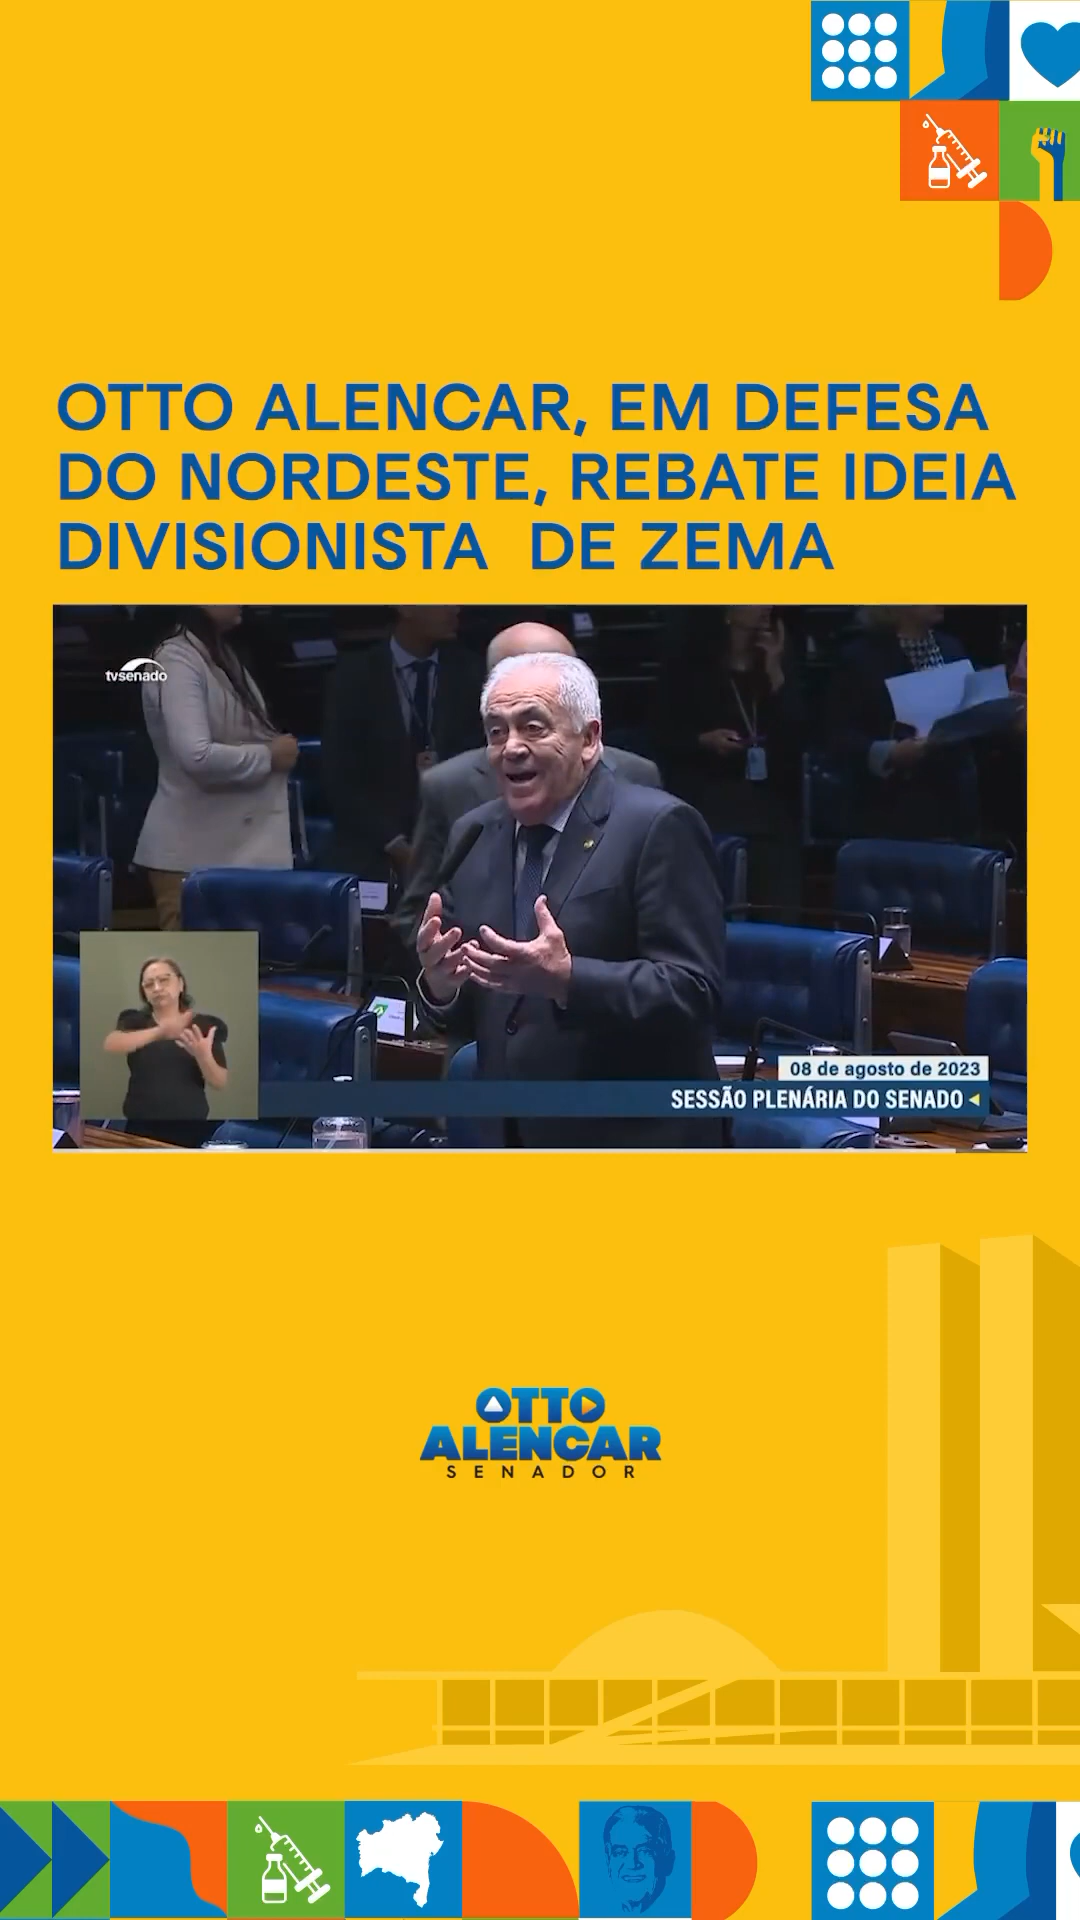 OTTO ALENCAR, EM DEFESA
DO NORDESTE, REBATE IDEIA
DIVISIONISTA DE ZEMA
tvsenado
08 de agosto de 2023
SESSÃO PLENÁRIA DO SENADO
OTTO
ALENCAR
SENADOR